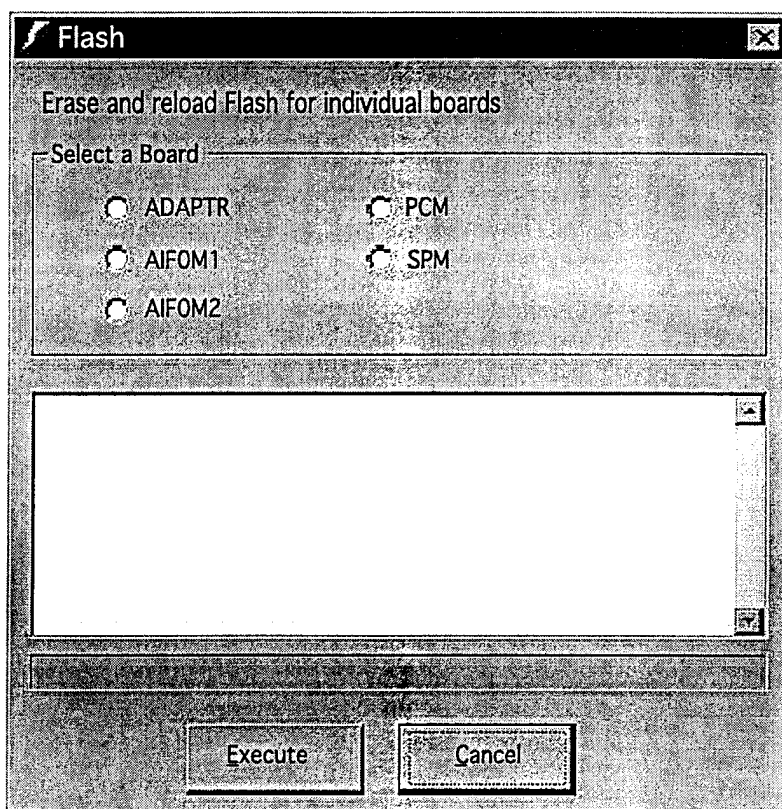 Flash
Erase and reload Flash for individual boards
Select a Board
ADAPTR
PCM
AIFOM1
SPM
AIFOM2
Execute
Cancel